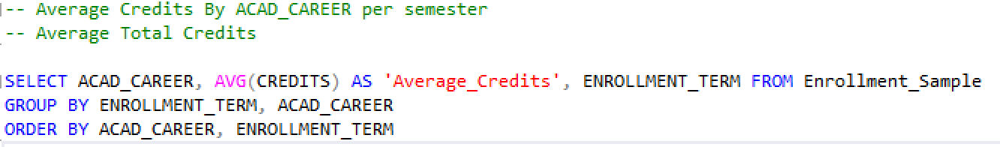 -- Average Credits By ACAD_CAREER per semester
-- Average Total Credits
SELECT ACAD_CAREER, AVG(CREDITS) AS 'Average_Credits', ENROLLMENT_TERM FROM Enrollment_Sample
GROUP BY ENROLLMENT_TERM, ACAD_CAREER
ORDER BY ACAD_CAREER, ENROLLMENT_TERM